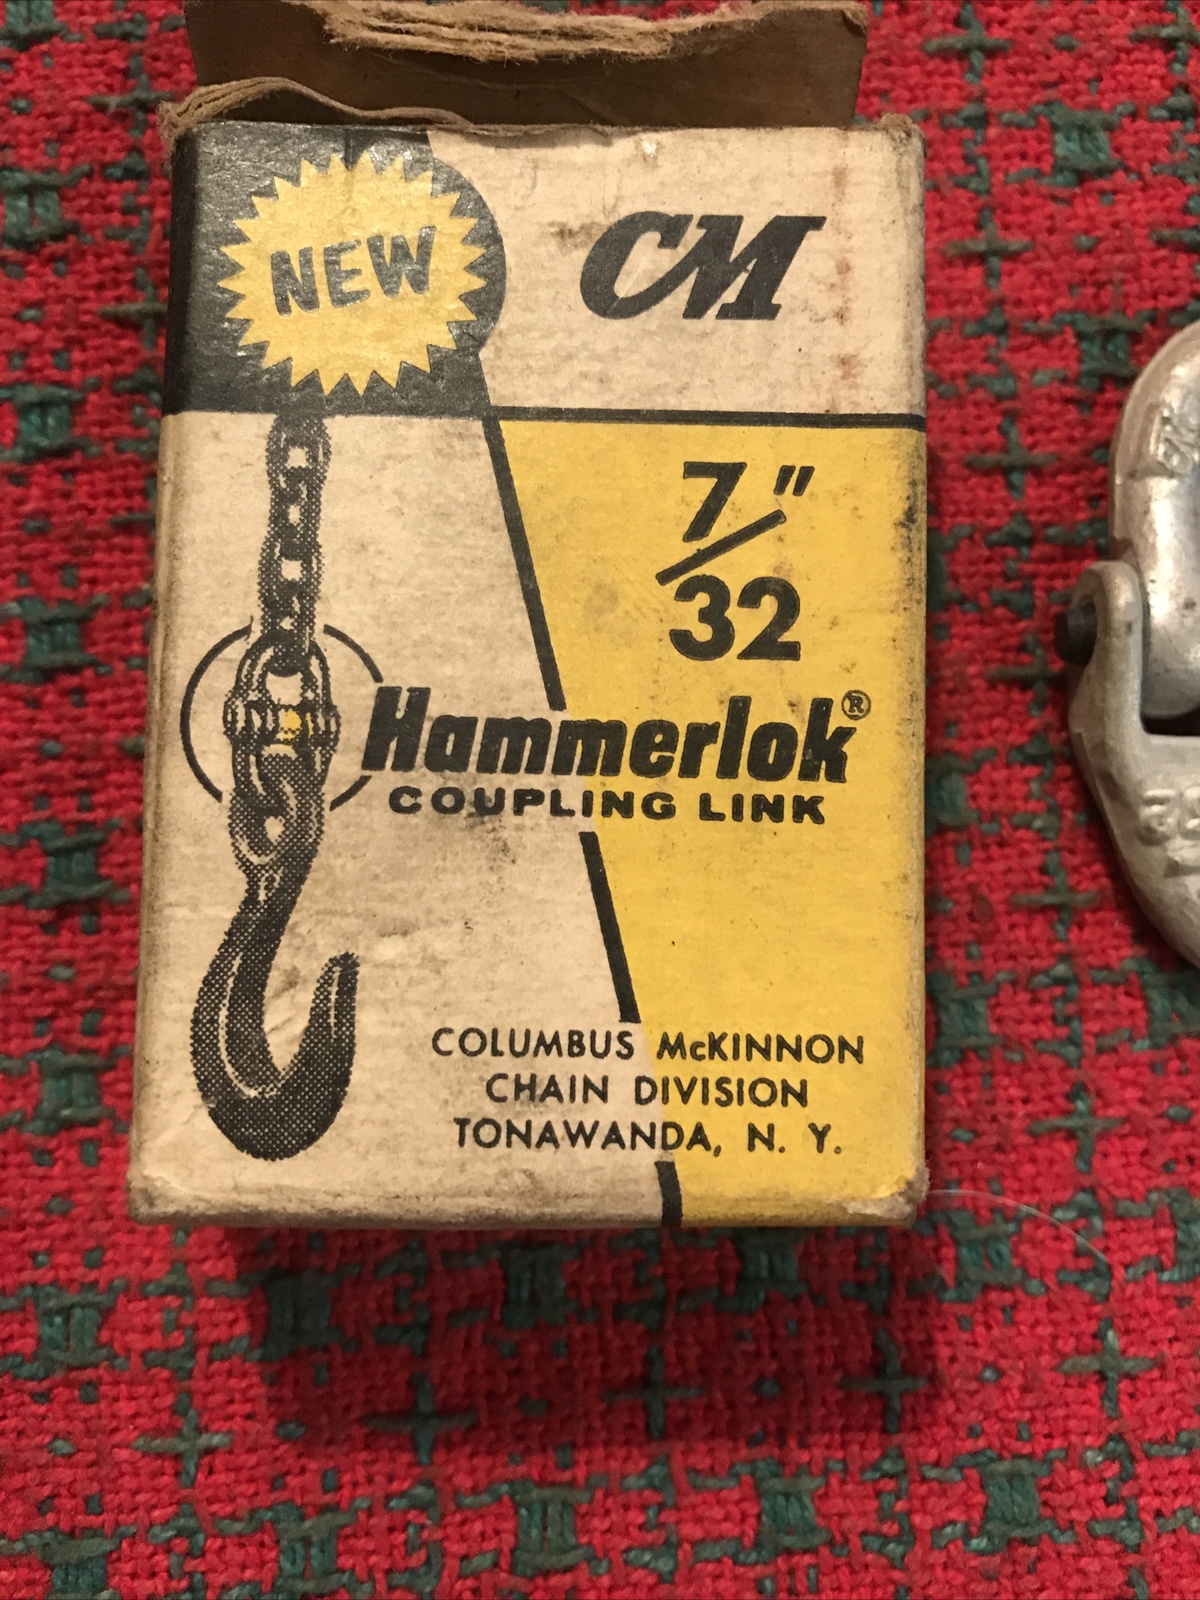 NEW
CM
7/32"
Hammerlok®
COUPLING LINK
COLUMBUS McKINNON
CHAIN DIVISION
TONAWANDA, N. Y.